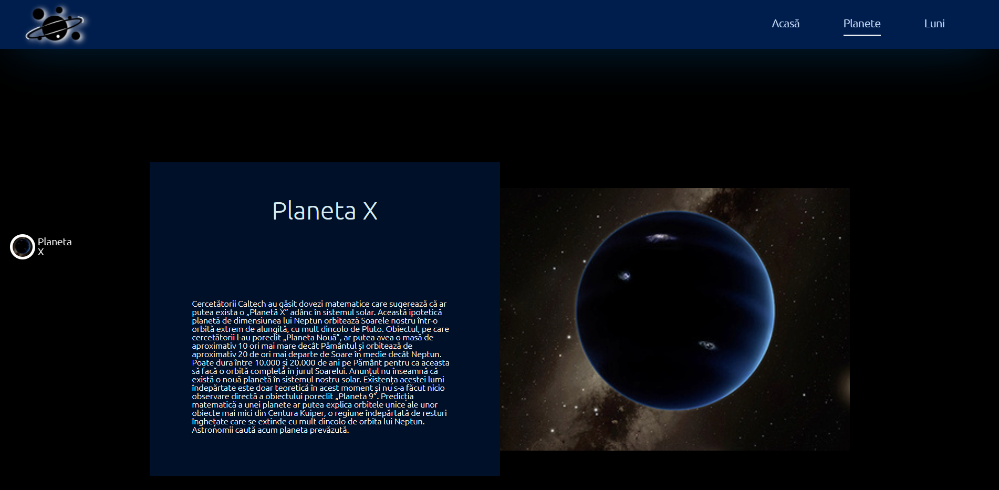 Acasă
Planete
Luni
Planeta X
Planeta
X
Cercetătorii Caltech au găsit dovezi matematice care sugerează că ar
putea exista o „Planetă X” adânc în sistemul solar. Această ipotetică
planetă de dimensiunea lui Neptun orbitează Soarele nostru într-o
orbită extrem de alungită, cu mult dincolo de Pluto. Obiectul, pe care
cercetătorii l-au poreclit „Planeta Nouă”, ar putea avea o masă de
aproximativ 10 ori mai mare decât Pământul și orbitează de
aproximativ 20 de ori mai departe de Soare în medie decât Neptun.
Poate dura între 10.000 și 20.000 de ani pe Pământ pentru ca aceasta
să facă o orbită completă în jurul Soarelui. Anunțul nu înseamnă că
există o nouă planetă în sistemul nostru solar. Existența acestei lumi
îndepărtate este doar teoretică în acest moment și nu s-a făcut nicio
observare directă a obiectului poreclit „Planeta 9”. Predicția
matematică a unei planete ar putea explica orbitele unice ale unor
obiecte mai mici din Centura Kuiper, o regiune îndepărtată de resturi
înghețate care se extinde cu mult dincolo de orbita lui Neptun.
Astronomii caută acum planeta prevăzută.